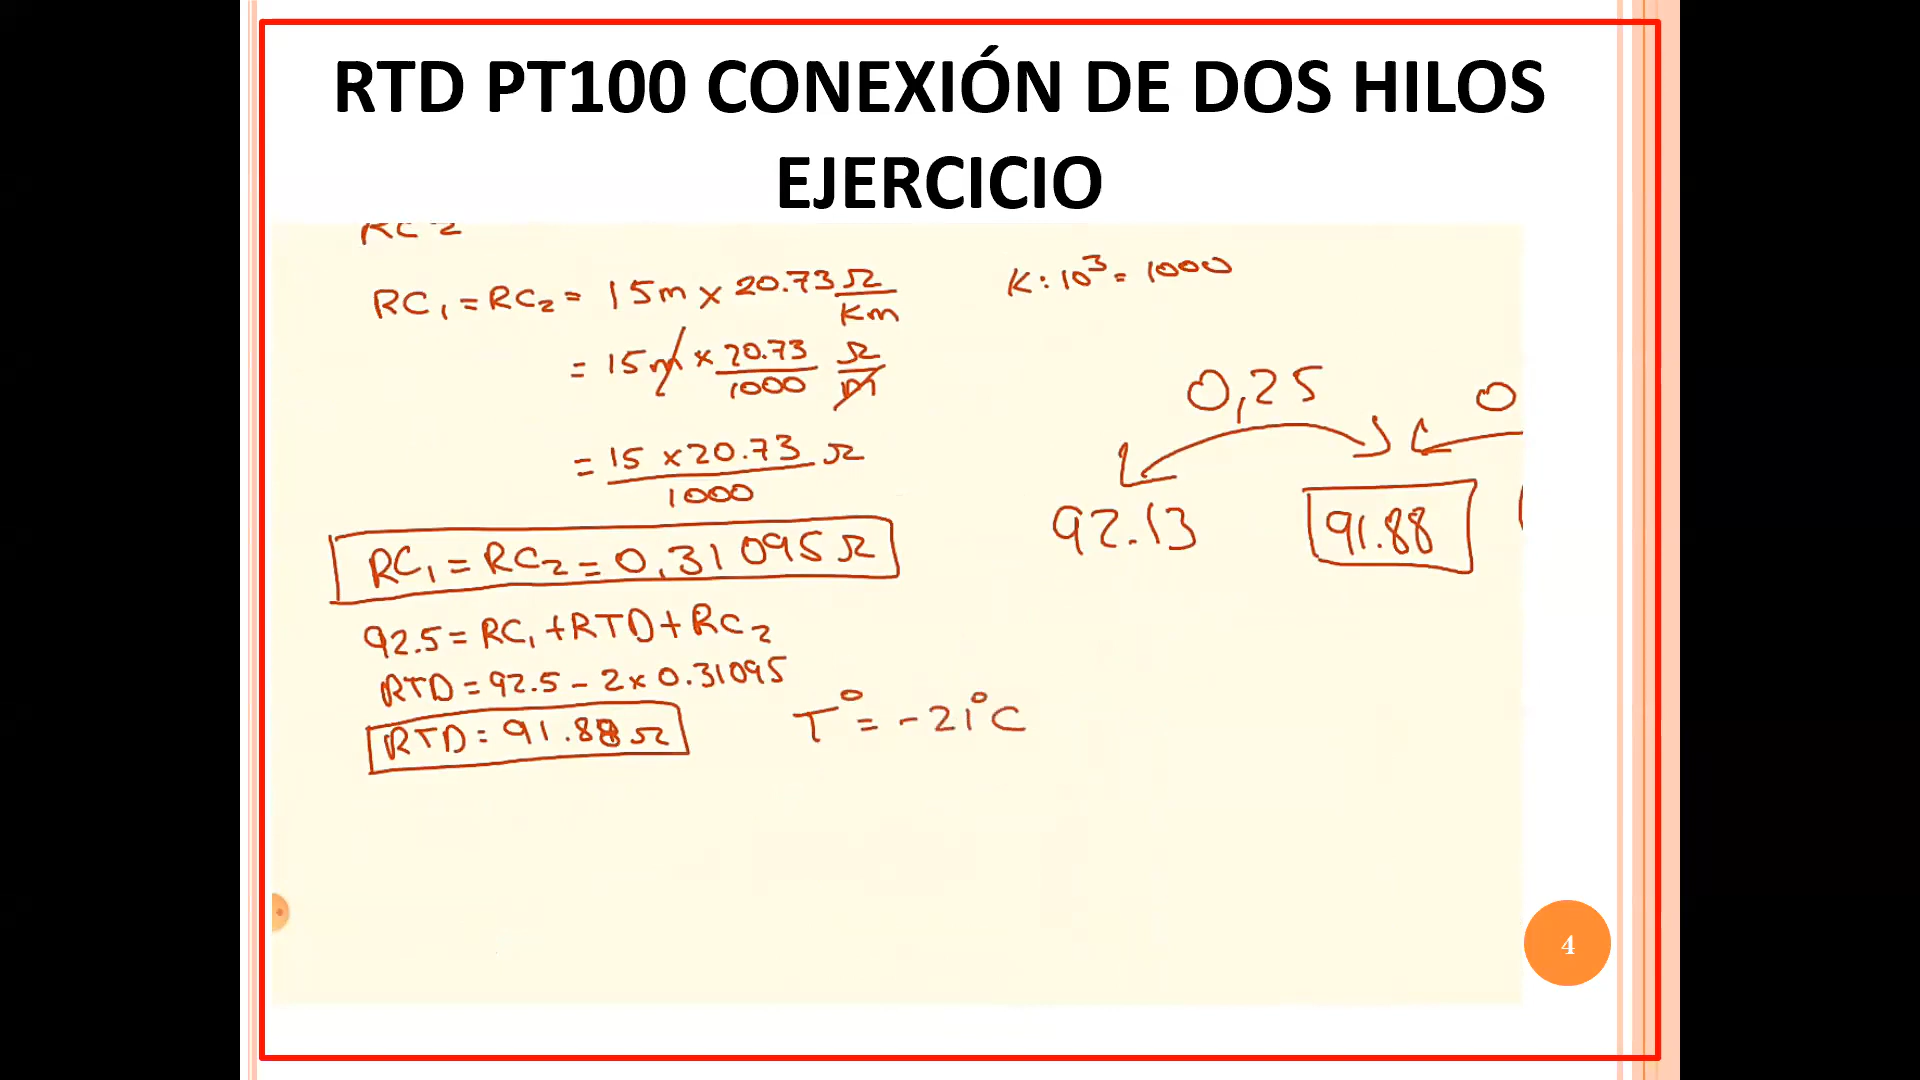 RTD PT100 CONEXIÓN DE DOS HILOS
EJERCICIO
RC2
RC1 = RC2 = 15m x 20.73 Ω/Km
K: 10³ = 1000
= 15m x 20.73/1000 Ω/m
0,25
0
= 15 x 20.73/1000 Ω
92.13
91.88
RC1 = RC2 = 0,31095Ω
92.5 = RC1 + RTD + RC2
RTD = 92.5 - 2x 0.31095
RTD = 91.88 Ω
T° = -21°C
4